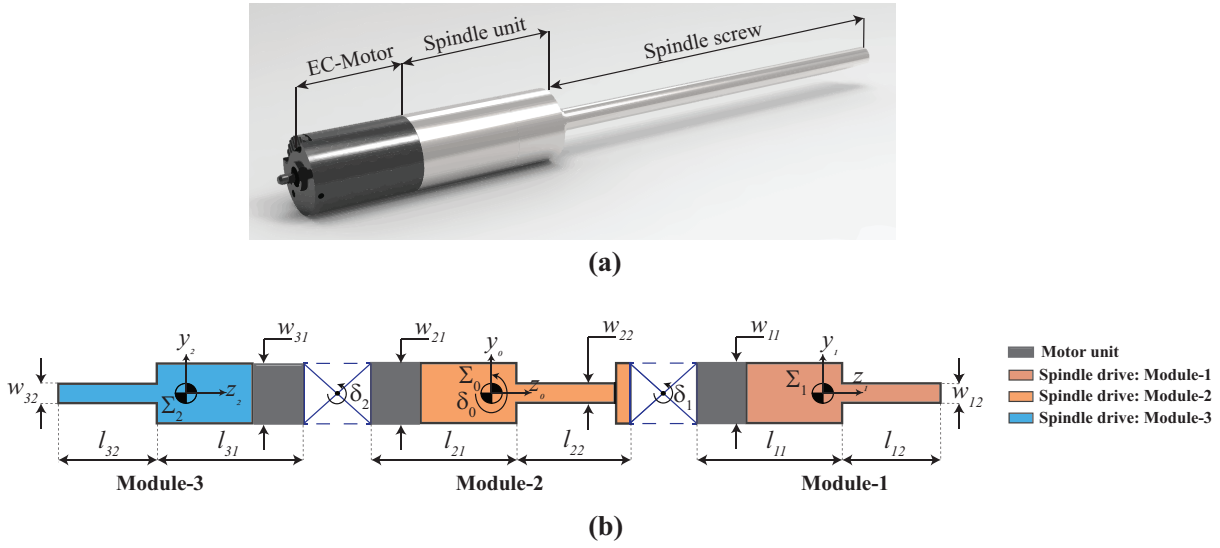 EC-Motor
Spindle unit
Spindle screw
(a)
w₃₁ w₂₁ w₂₂ w₁₁
y₂ y₀ y₁
w₃₂ Σ₂ z₂ δ₂ Σ₀ δ₀ z₀ δ₁ Σ₁ z₁ w₁₂
l₃₂ l₃₁ l₂₁ l₂₂ l₁₁ l₁₂
Module-3 Module-2 Module-1
Motor unit
Spindle drive: Module-1
Spindle drive: Module-2
Spindle drive: Module-3
(b)